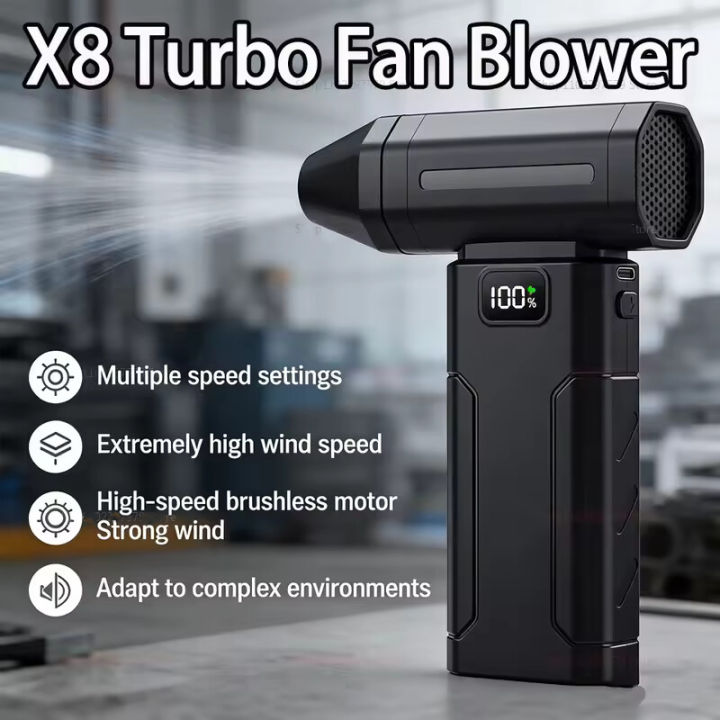 X8 Turbo Fan Blower
100%
Multiple speed settings
Extremely high wind speed
High-speed brushless motor
Strong wind
Adapt to complex environments